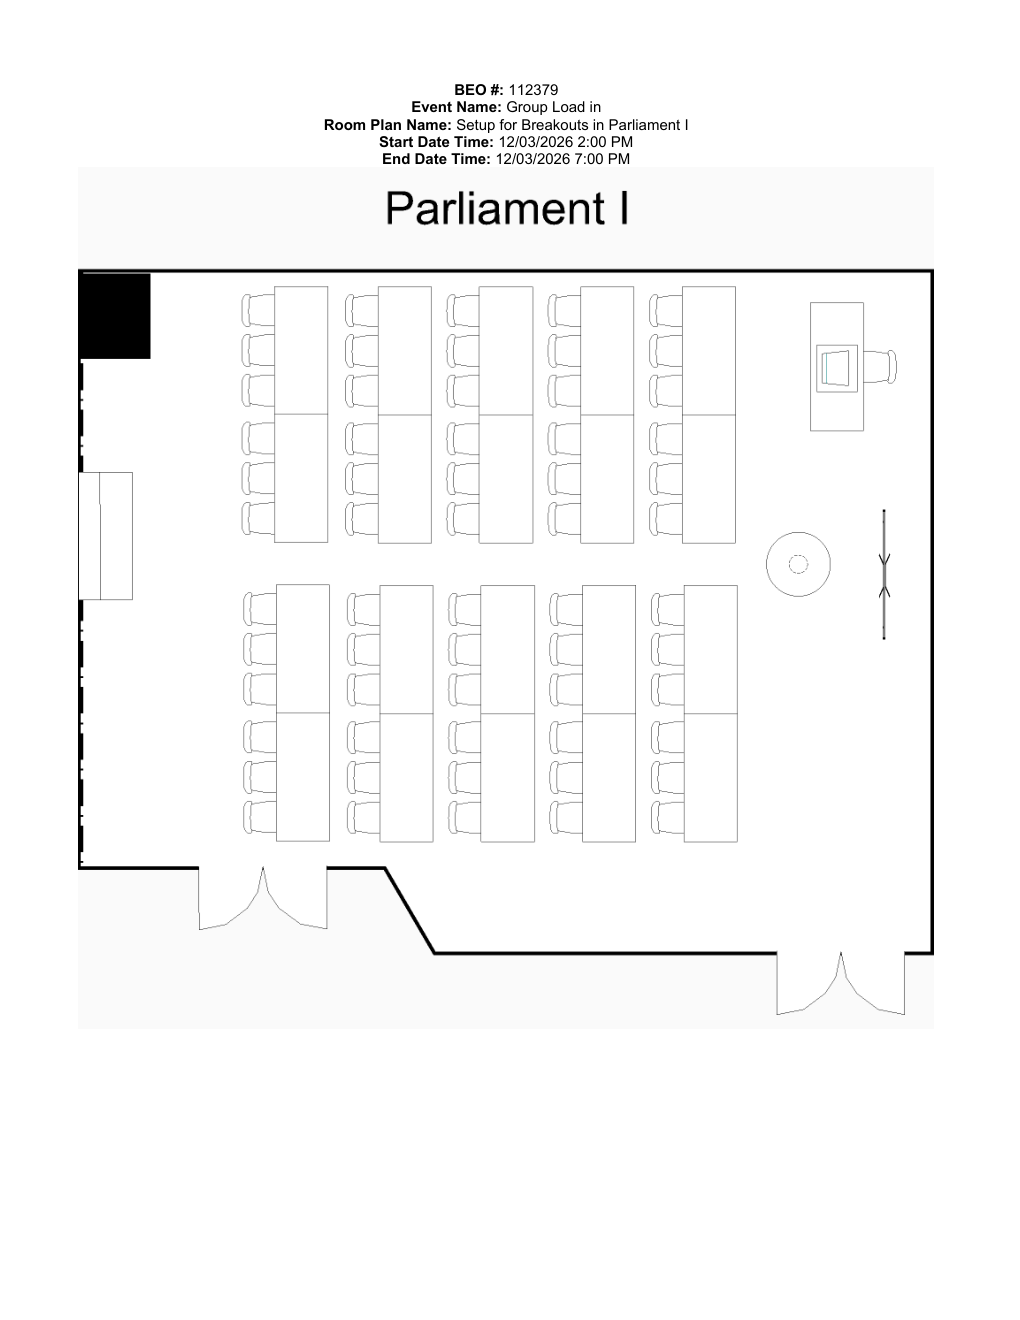 BEO #: 112379
Event Name: Group Load in
Room Plan Name: Setup for Breakouts in Parliament I
Start Date Time: 12/03/2026 2:00 PM
End Date Time: 12/03/2026 7:00 PM
Parliament I